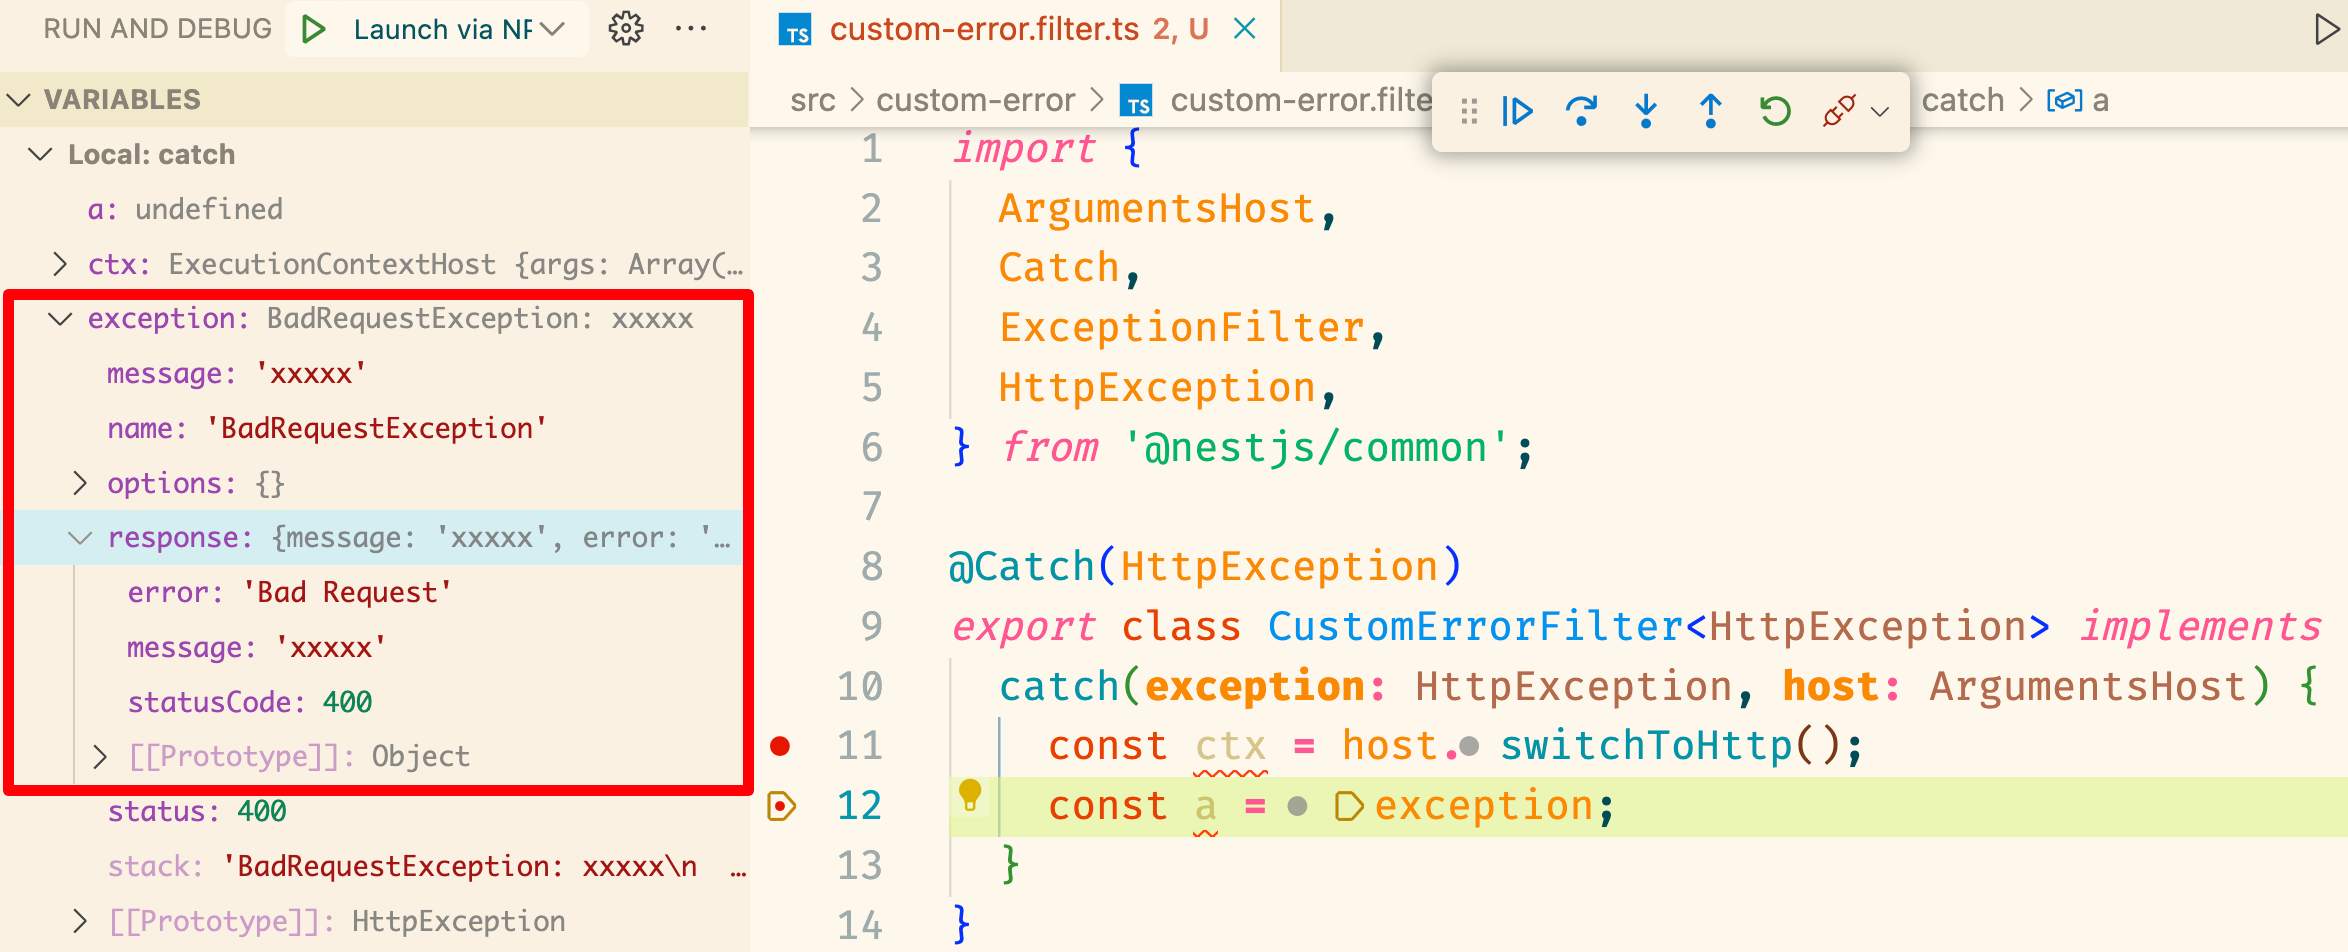 RUN AND DEBUG
Launch via NF
VARIABLES
Local: catch
a: undefined
ctx: ExecutionContextHost {args: Array(…
exception: BadRequestException: xxxxx
message: 'xxxxx'
name: 'BadRequestException'
options: {}
response: {message: 'xxxxx', error: '…
error: 'Bad Request'
message: 'xxxxx'
statusCode: 400
[[Prototype]]: Object
status: 400
stack: 'BadRequestException: xxxxx\n …
[[Prototype]]: HttpException
TS custom-error.filter.ts 2, U
src > custom-error > TS custom-error.filte
catch > a
1 import {
2 ArgumentsHost,
3 Catch,
4 ExceptionFilter,
5 HttpException,
6 } from '@nestjs/common';
7
8 @Catch(HttpException)
9 export class CustomErrorFilter<HttpException> implements
10 catch(exception: HttpException, host: ArgumentsHost) {
11 const ctx = host.switchToHttp();
12 const a = exception;
13 }
14 }